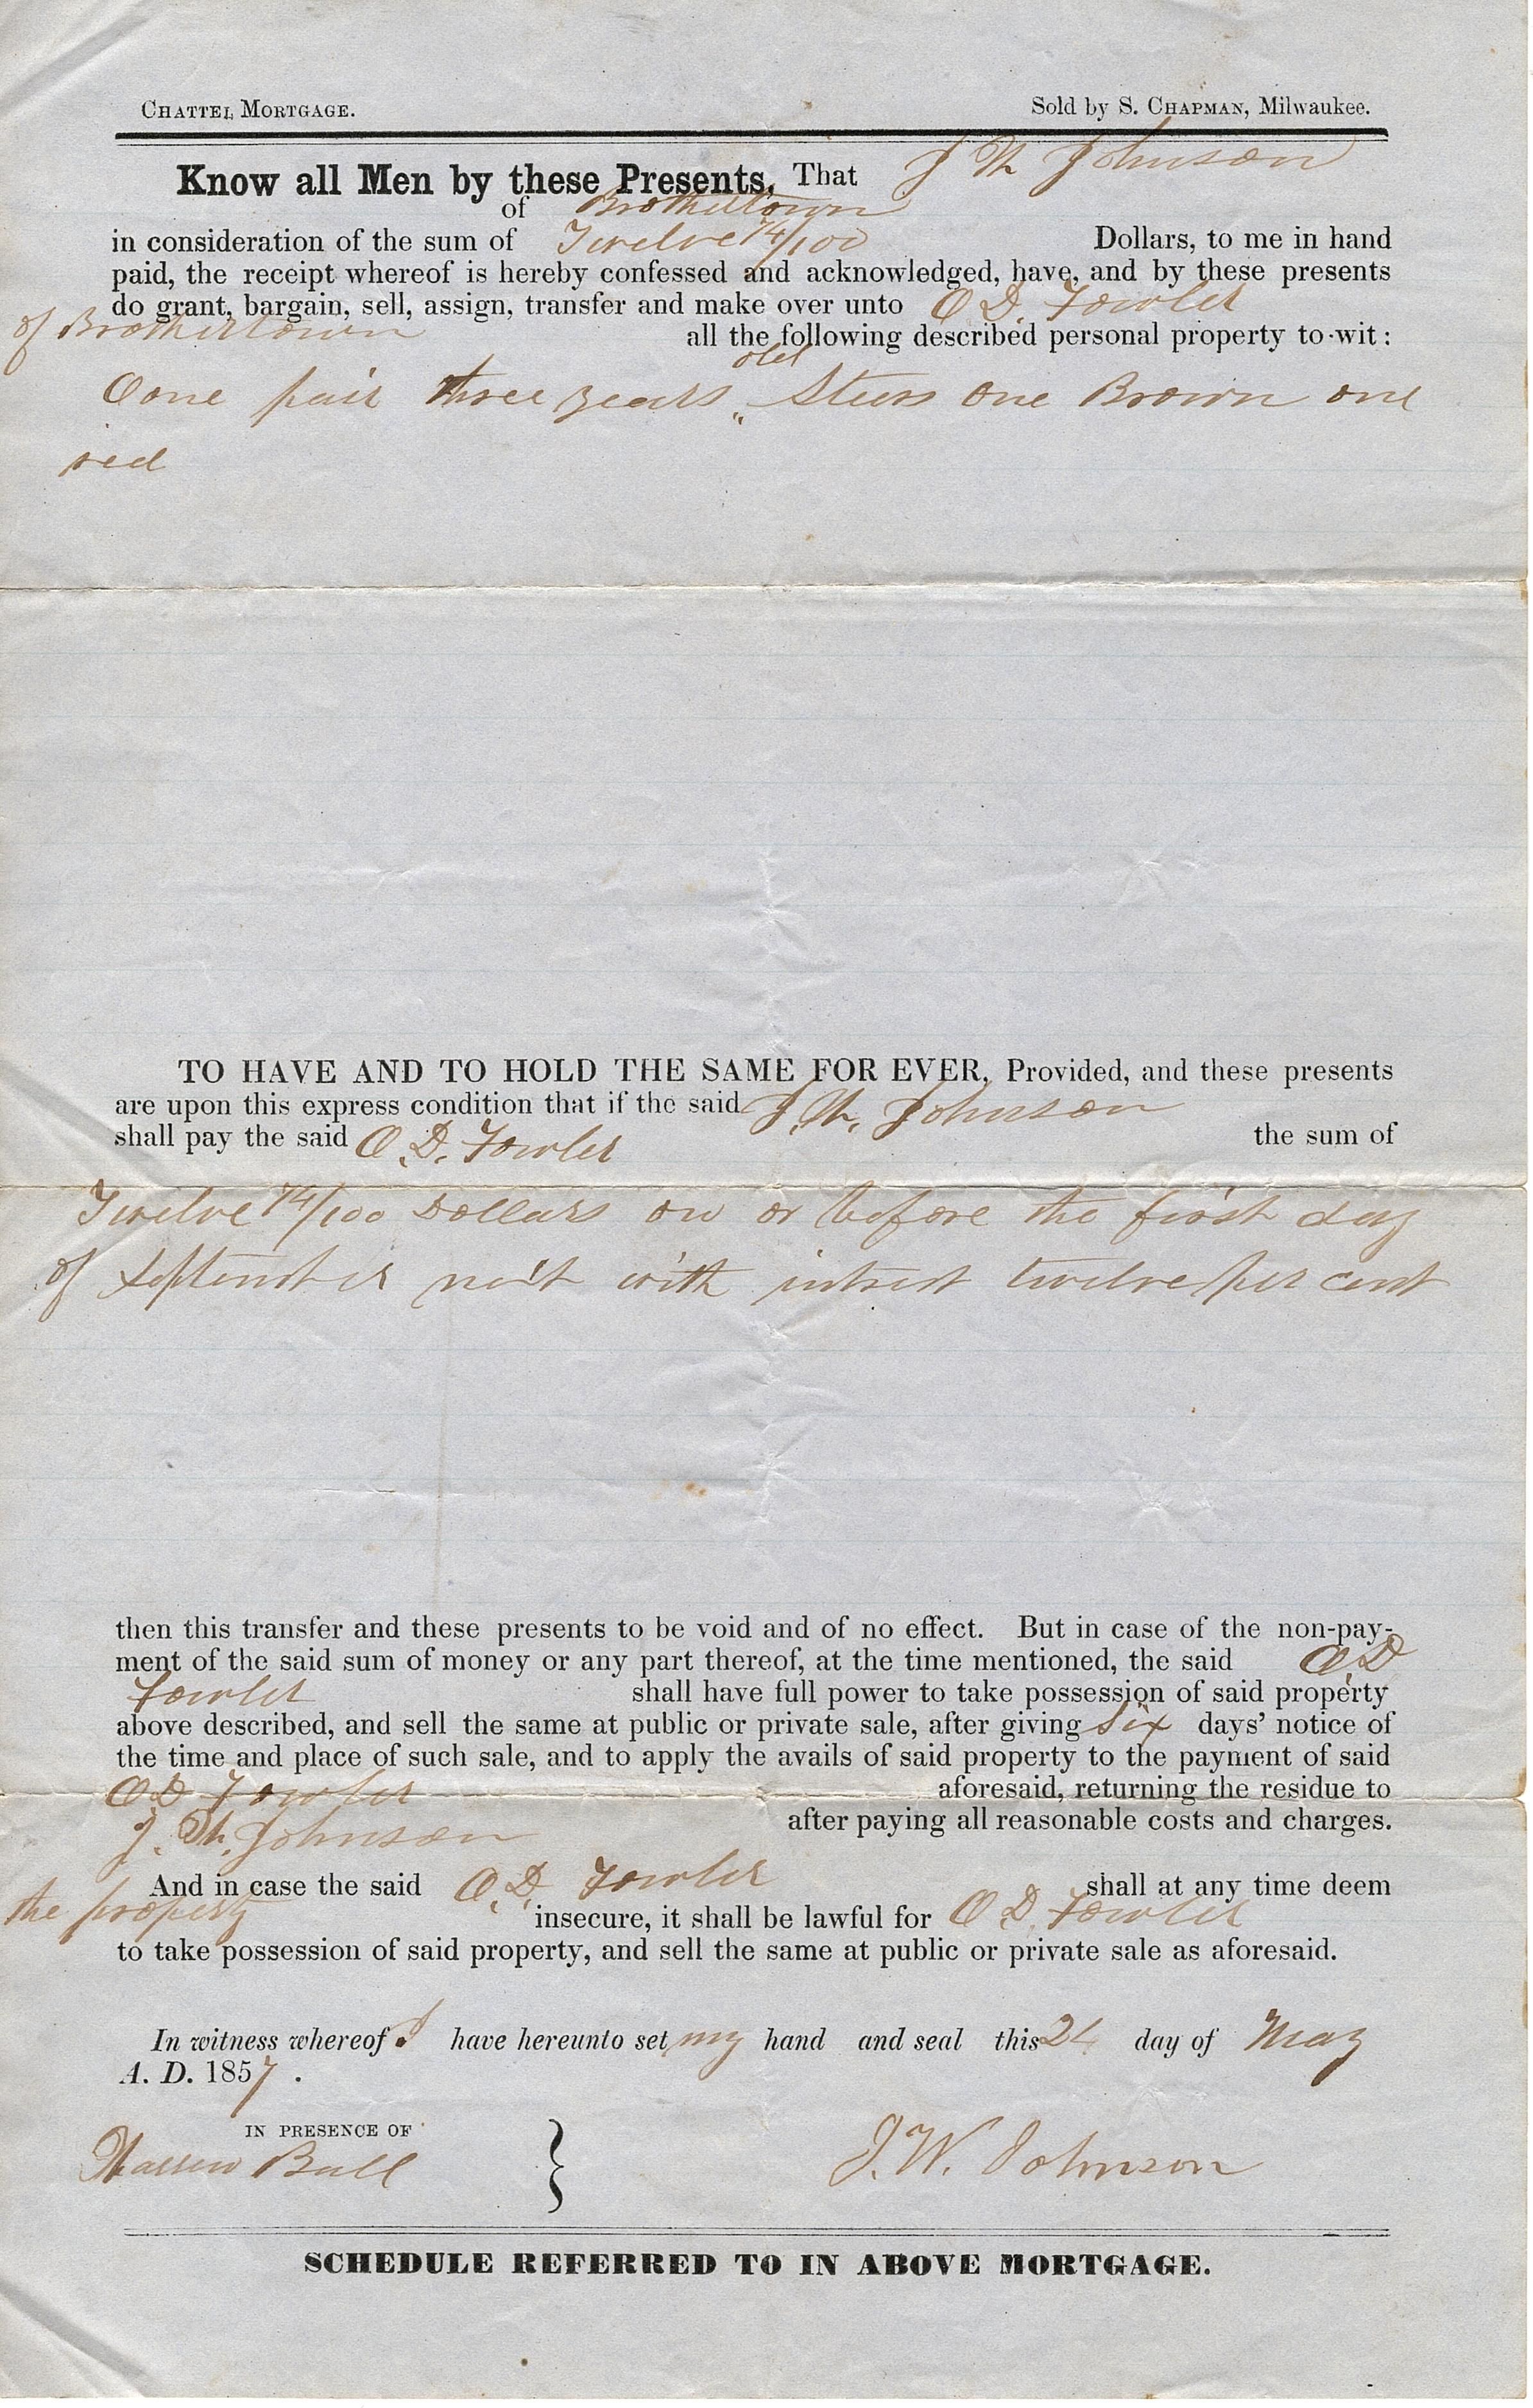 CHATTEL MORTGAGE. Sold by S. CHAPMAN, Milwaukee.
Know all Men by these Presents, That J W Johnson
of Brothertown
in consideration of the sum of Twelve 74/100 Dollars, to me in hand
paid, the receipt whereof is hereby confessed and acknowledged, have, and by these presents
do grant, bargain, sell, assign, transfer and make over unto O D. Fowler
of Brothertown all the following described personal property to-wit:
Oone pair three years old Steers one Brown one
red
TO HAVE AND TO HOLD THE SAME FOR EVER, Provided, and these presents
are upon this express condition that if the said J. W. Johnson
shall pay the said O. D. Fowler the sum of
Twelve 74/100 Dollars on or before the first day
of September next with intrest twelve per cent
then this transfer and these presents to be void and of no effect. But in case of the non-pay-
ment of the said sum of money or any part thereof, at the time mentioned, the said O. D
Fowler shall have full power to take possession of said property
above described, and sell the same at public or private sale, after giving six days' notice of
the time and place of such sale, and to apply the avails of said property to the payment of said
O D Fowler aforesaid, returning the residue to
J. W. Johnson after paying all reasonable costs and charges.
And in case the said O. D. Fowler shall at any time deem
the property insecure, it shall be lawful for O D. Fowler
to take possession of said property, and sell the same at public or private sale as aforesaid.
In witness whereof I have hereunto set my hand and seal this 24 day of May
A. D. 1857.
IN PRESENCE OF
Ball }
J. W. Johnson
SCHEDULE REFERRED TO IN ABOVE MORTGAGE.